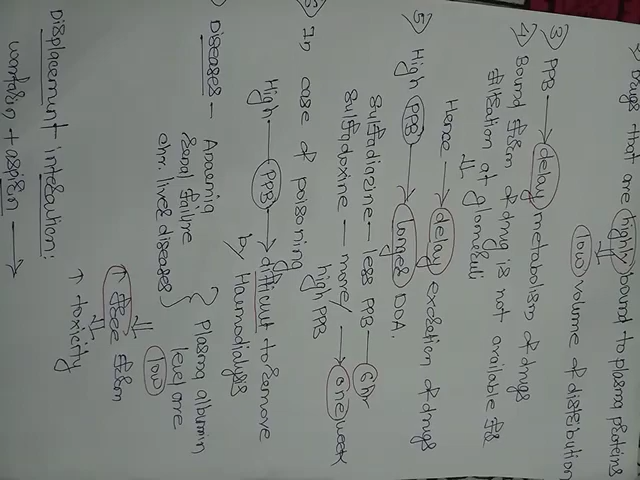 Drugs that are highly bound to plasma proteins
⇓
low volume of distribution
3) PPB → delay metabolism of drugs
4) Bound form of drug is not available for
filtration at glomeruli
⇓
Hence → delay excretion of drugs
5) High PPB → longer DOA.
Sulfadiazine - less PPB — 6hr
Sulfadoxine — more/high PPB → one week
6) In case of poisoning
High — PPB → difficult to remove
by Haemodialysis
Diseases - Anaemia
renal failure
chr. liver diseases } Plasma albumin
level are
low
⇓
↑ free form
⇓
↑ toxicity
Displacement interaction:
warfarin + aspirin →